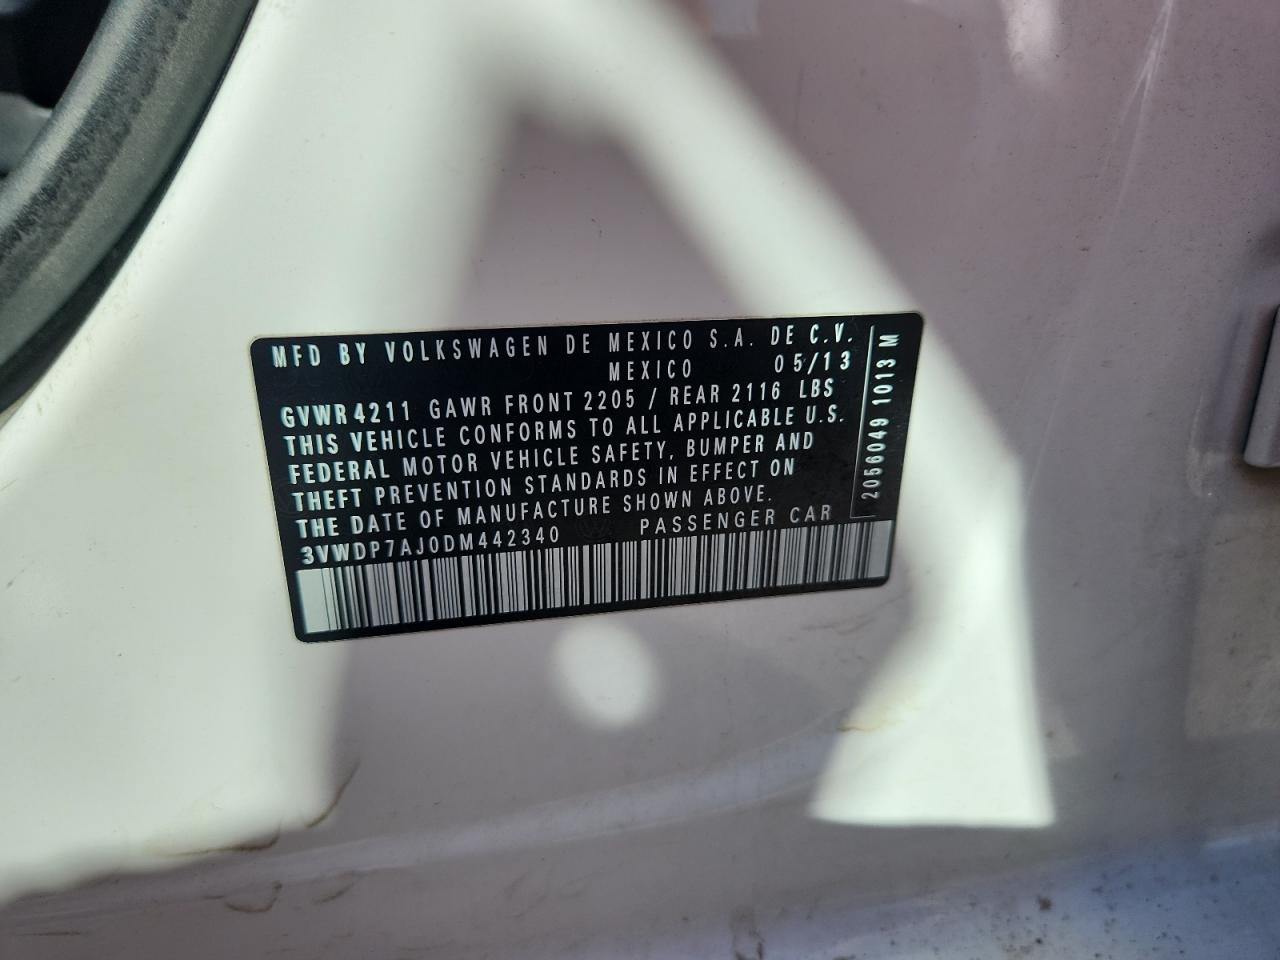 MFD BY VOLKSWAGEN DE MEXICO S.A. DE C.V.
MEXICO 05/13
GVWR 4211 GAWR FRONT 2205 / REAR 2116 LBS
THIS VEHICLE CONFORMS TO ALL APPLICABLE U.S.
FEDERAL MOTOR VEHICLE SAFETY, BUMPER AND
THEFT PREVENTION STANDARDS IN EFFECT ON
THE DATE OF MANUFACTURE SHOWN ABOVE.
3VWDP7AJ0DM442340 PASSENGER CAR
2056049 1013 M